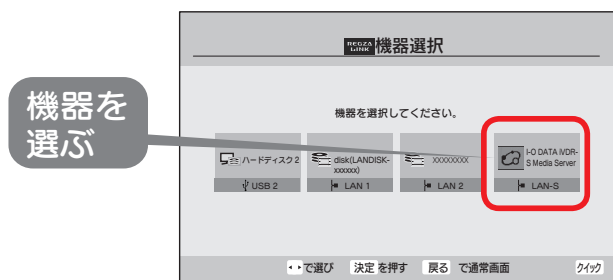 REGZA LINK 機器選択
機器を
選ぶ
機器を選択してください。
ハードディスク2
USB 2
disk(LANDISK-
xxxxxx)
LAN 1
XXXXXXXX
LAN 2
I-O DATA IVDR-
S Media Server
LAN-S
で選び 決定 を押す 戻る で通常画面 クイック